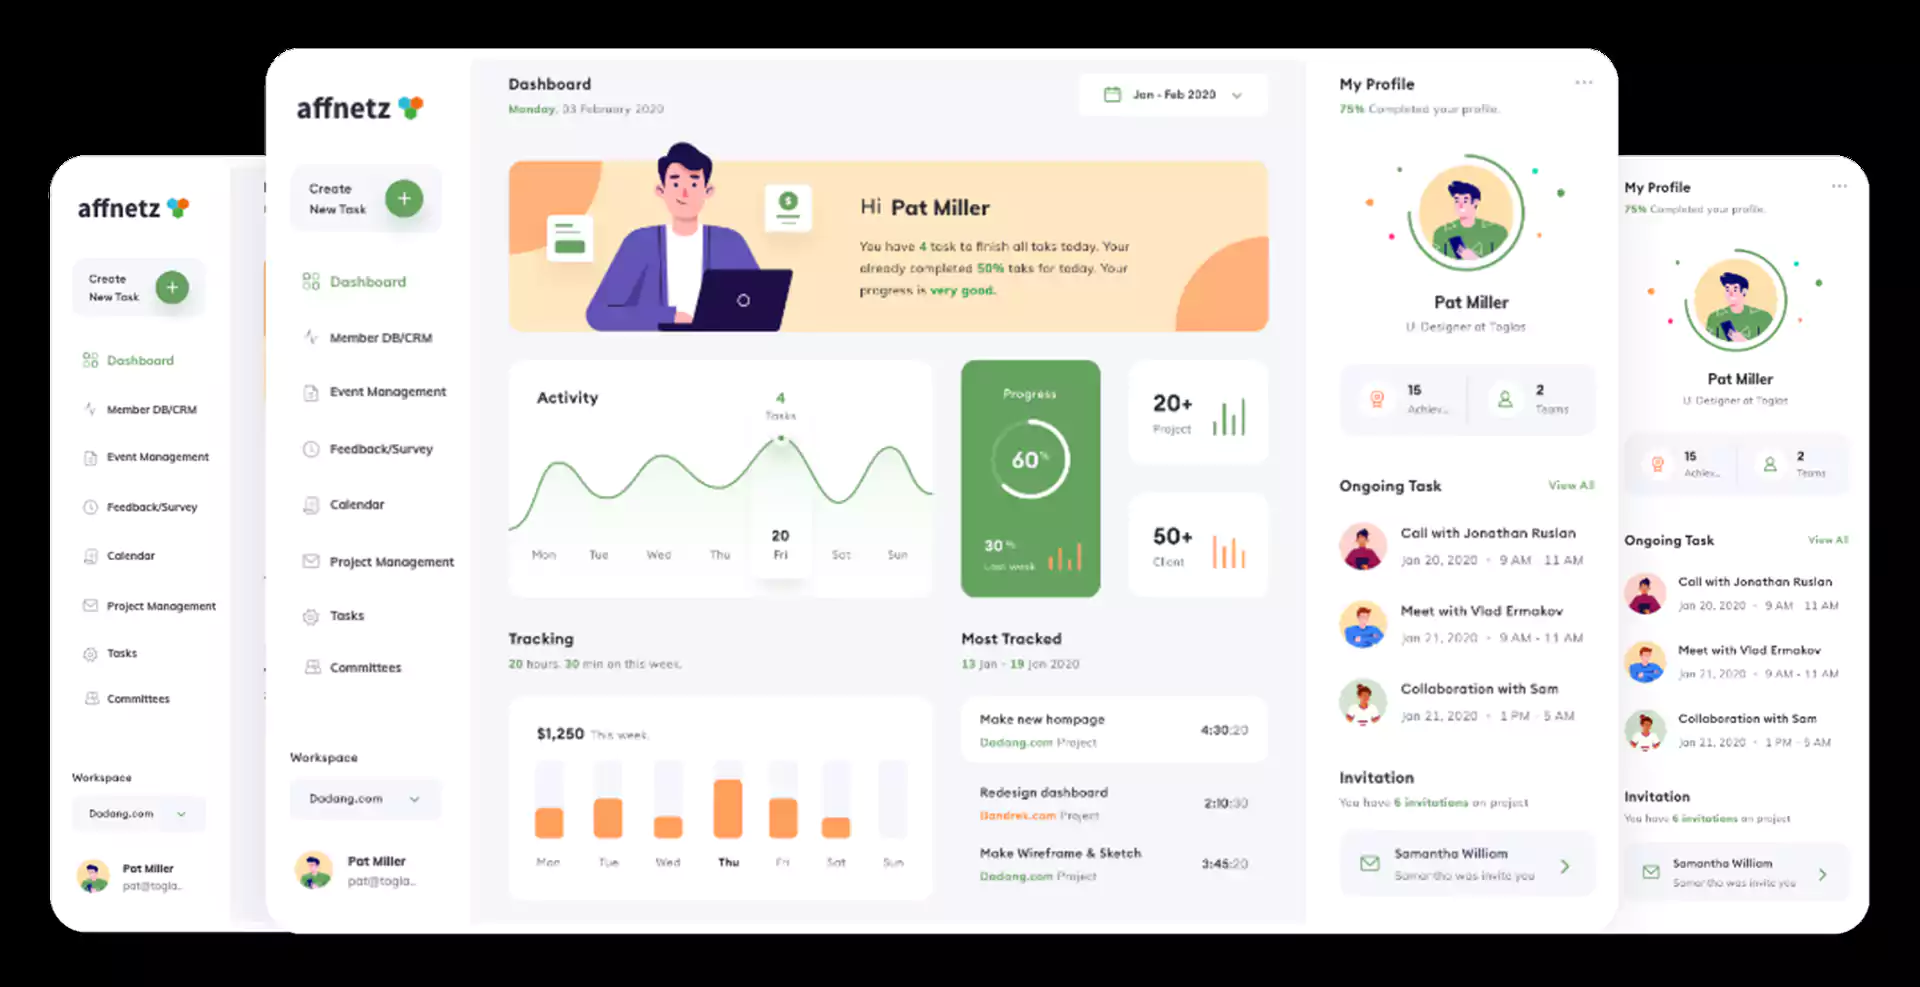 affnetz
Create
New Task
Dashboard
Member DB/CRM
Event Management
Feedback/Survey
Calendar
Project Management
Tasks
Committees
Workspace
Dadang.com
Pat Miller
pat@togla..
affnetz
Create
New Task
Dashboard
Member DB/CRM
Event Management
Feedback/Survey
Calendar
Project Management
Tasks
Committees
Workspace
Dadang.com
Pat Miller
pat@togla..
Dashboard
Monday, 03 February 2020
Jan - Feb 2020
Hi Pat Miller
You have 4 task to finish all taks today. Your
already completed 50% taks for today. Your
progress is very good.
Activity
4
Tasks
20
Mon Tue Wed Thu Fri Sat Sun
Progress
60%
30%
Last week
20+
Project
50+
Client
Tracking
20 hours, 30 min on this week.
$1,250 This week.
Mon Tue Wed Thu Fri Sat Sun
Most Tracked
13 Jan - 19 Jan 2020
Make new hompage
Dadang.com Project
4:30:20
Redesign dashboard
Bandrek.com Project
2:10:30
Make Wireframe & Sketch
Dadang.com Project
3:45:20
My Profile
75% Completed your profile.
Pat Miller
UI Designer at Toglas
15
Achiev...
2
Teams
Ongoing Task
View All
Call with Jonathan Ruslan
Jan 20, 2020 • 9 AM - 11 AM
Meet with Vlad Ermakov
Jan 21, 2020 • 9 AM - 11 AM
Collaboration with Sam
Jan 21, 2020 • 1 PM - 5 AM
Invitation
You have 6 invitations on project
Samantha William
Samantha was invite you
My Profile
75% Completed your profile.
Pat Miller
UI Designer at Toglas
15
Achiev...
2
Teams
Ongoing Task
View All
Call with Jonathan Ruslan
Jan 20, 2020 • 9 AM - 11 AM
Meet with Vlad Ermakov
Jan 21, 2020 • 9 AM - 11 AM
Collaboration with Sam
Jan 21, 2020 • 1 PM - 5 AM
Invitation
You have 6 invitations on project
Samantha William
Samantha was invite you